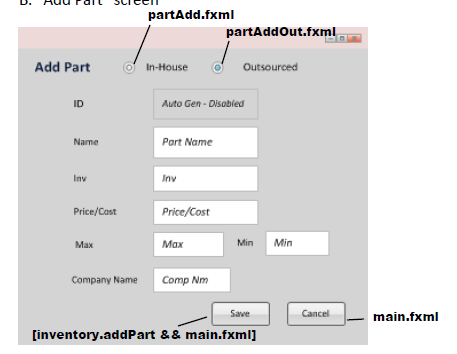 B. "Add Part" screen
partAdd.fxml
partAddOut.fxml
Add Part In-House Outsourced
ID Auto Gen - Disabled
Name Part Name
Inv Inv
Price/Cost Price/Cost
Max Max Min Min
Company Name Comp Nm
Save Cancel main.fxml
[inventory.addPart && main.fxml]